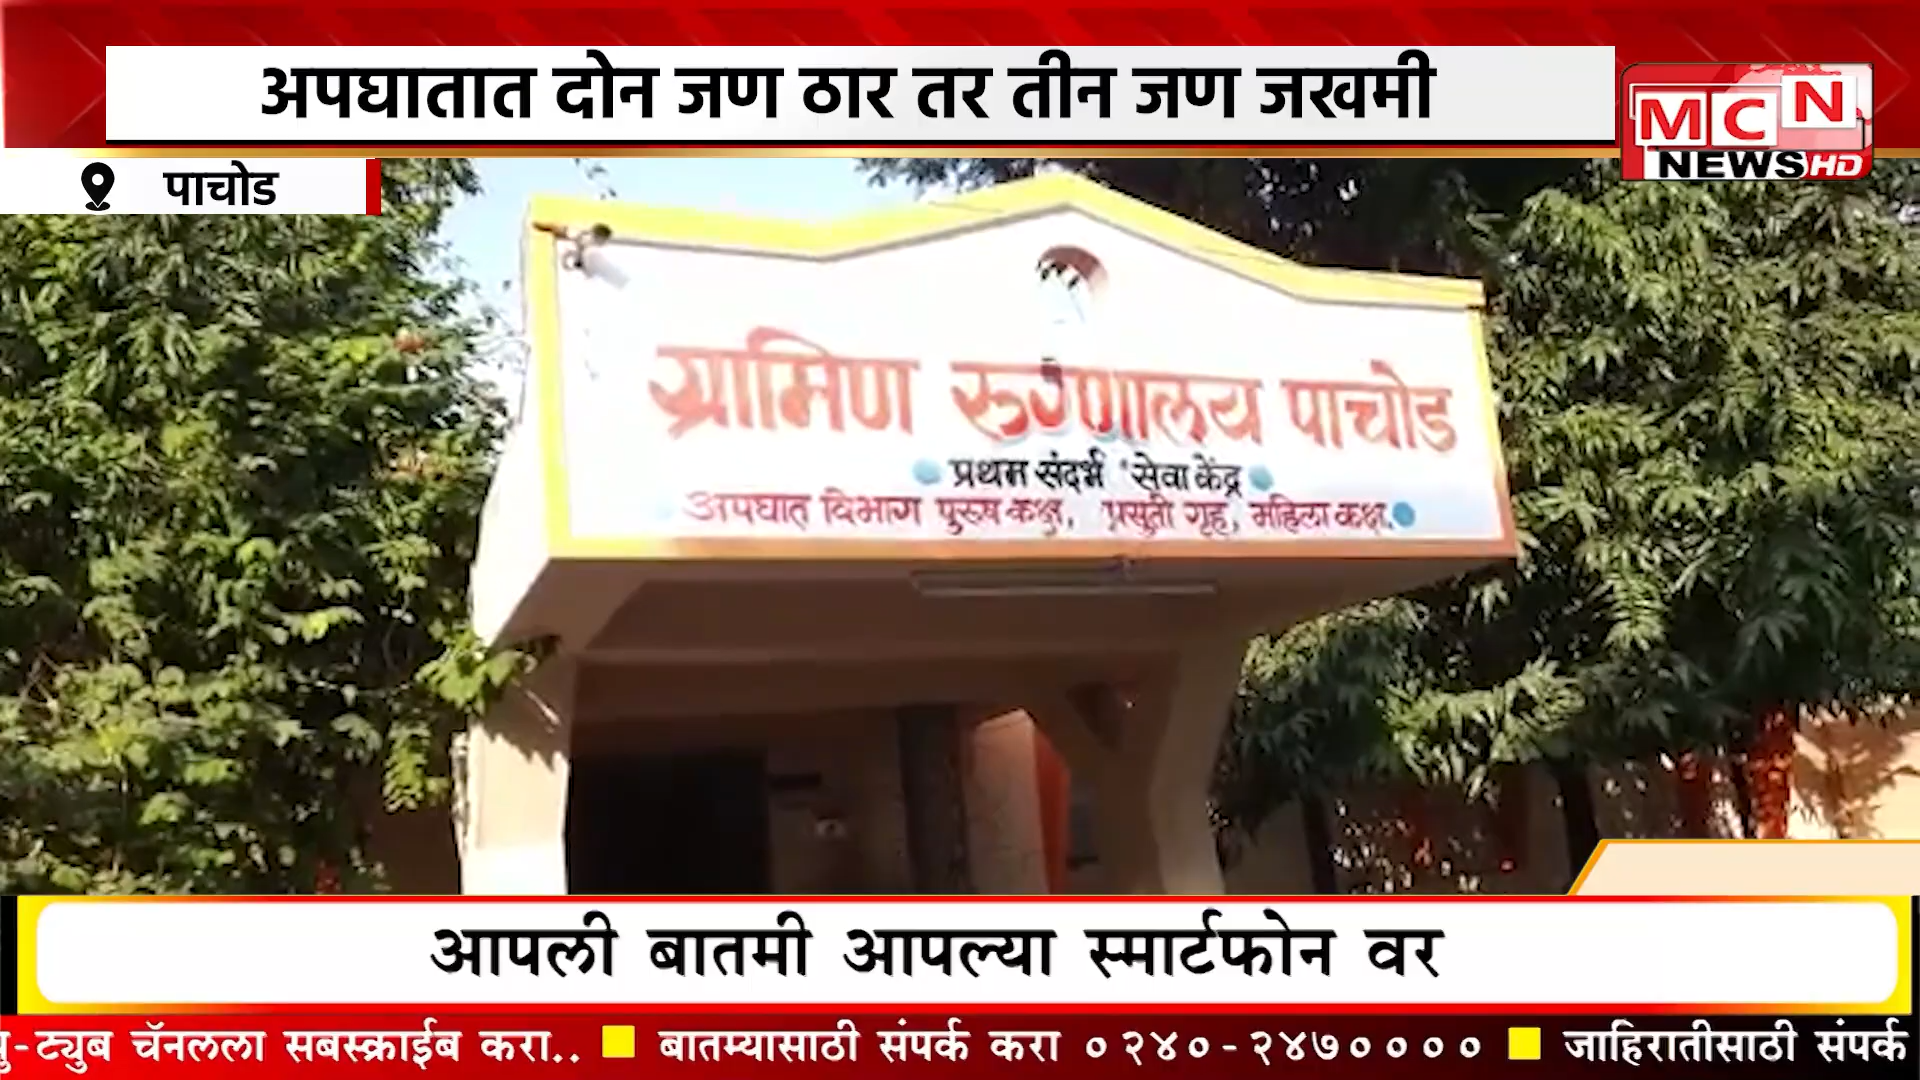 अपघातात दोन जण ठार तर तीन जण जखमी
MCN
NEWS HD
पाचोड
ग्रामिण रुग्णालय पाचोड
प्रथम संदर्भ सेवा केंद्र
अपघात विभाग पुरूष कक्ष, प्रसुती गृह, महिला कक्ष.
आपली बातमी आपल्या स्मार्टफोन वर
यु-ट्युब चॅनलला सबस्क्राईब करा.. बातम्यासाठी संपर्क करा ०२४०-२४७०००० जाहिरातीसाठी संपर्क